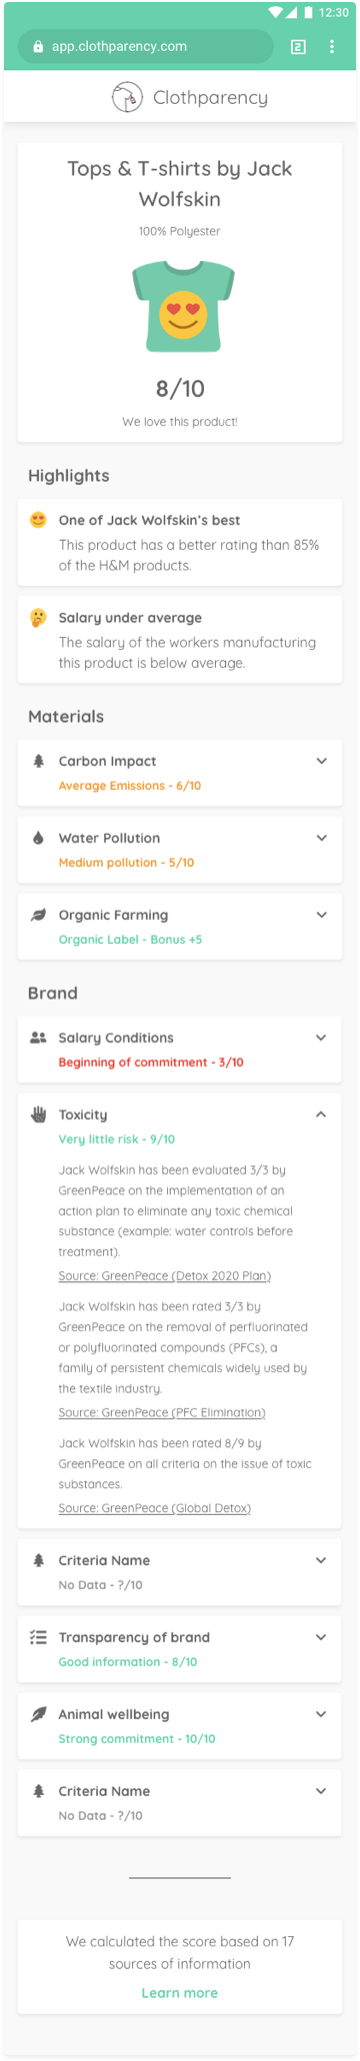 12:30
app.clothparency.com
2
Clothparency
Tops & T-shirts by Jack
Wolfskin
100% Polyester
8/10
We love this product!
Highlights
One of Jack Wolfskin's best
This product has a better rating than 85%
of the H&M products.
Salary under average
The salary of the workers manufacturing
this product is below average.
Materials
Carbon Impact
Average Emissions - 6/10
Water Pollution
Medium pollution - 5/10
Organic Farming
Organic Label - Bonus +5
Brand
Salary Conditions
Beginning of commitment - 3/10
Toxicity
Very little risk - 9/10
Jack Wolfskin has been evaluated 3/3 by
GreenPeace on the implementation of an
action plan to eliminate any toxic chemical
substance (example: water controls before
treatment).
Source: GreenPeace (Detox 2020 Plan)
Jack Wolfskin has been rated 3/3 by
GreenPeace on the removal of perfluorinated
or polyfluorinated compounds (PFCs), a
family of persistent chemicals widely used by
the textile industry.
Source: GreenPeace (PFC Elimination)
Jack Wolfskin has been rated 8/9 by
GreenPeace on all criteria on the issue of toxic
substances.
Source: GreenPeace (Global Detox)
Criteria Name
No Data - ?/10
Transparency of brand
Good information - 8/10
Animal wellbeing
Strong commitment - 10/10
Criteria Name
No Data - ?/10
We calculated the score based on 17
sources of information
Learn more